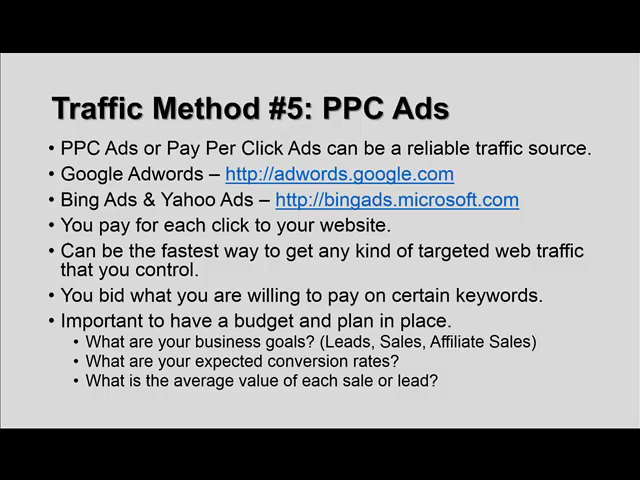 Traffic Method #5: PPC Ads
• PPC Ads or Pay Per Click Ads can be a reliable traffic source.
• Google Adwords – http://adwords.google.com
• Bing Ads & Yahoo Ads – http://bingads.microsoft.com
• You pay for each click to your website.
• Can be the fastest way to get any kind of targeted web traffic
that you control.
• You bid what you are willing to pay on certain keywords.
• Important to have a budget and plan in place.
• What are your business goals? (Leads, Sales, Affiliate Sales)
• What are your expected conversion rates?
• What is the average value of each sale or lead?